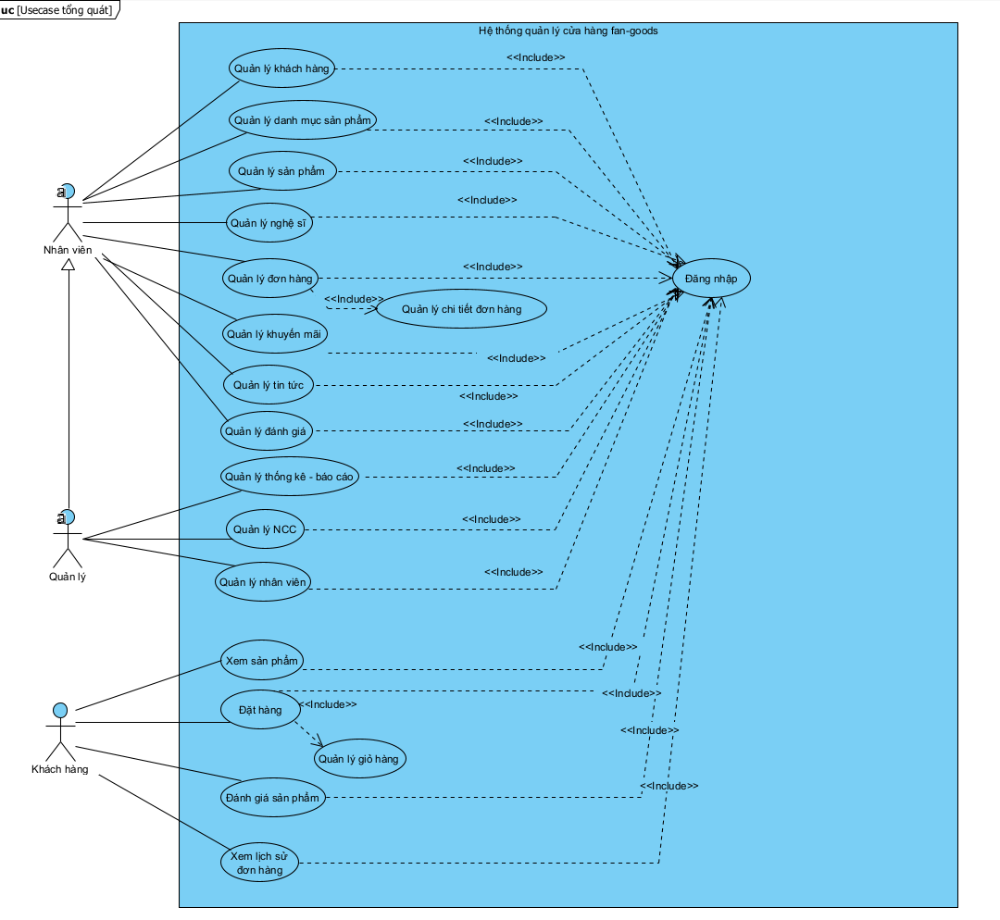 uc [Usecase tổng quát]
Hệ thống quản lý cửa hàng fan-goods
Quản lý khách hàng
<<Include>>
Quản lý danh mục sản phẩm
<<Include>>
Quản lý sản phẩm
<<Include>>
Quản lý nghệ sĩ
<<Include>>
Nhân viên
Quản lý đơn hàng
<<Include>>
Đăng nhập
<<Include>>
Quản lý chi tiết đơn hàng
Quản lý khuyến mãi
<<Include>>
Quản lý tin tức
<<Include>>
Quản lý đánh giá
<<Include>>
Quản lý thống kê - báo cáo
<<Include>>
Quản lý NCC
<<Include>>
Quản lý
Quản lý nhân viên
<<Include>>
Xem sản phẩm
<<Include>>
Đặt hàng
<<Include>>
<<Include>>
Quản lý giỏ hàng
<<Include>>
Khách hàng
Đánh giá sản phẩm
<<Include>>
Xem lịch sử
đơn hàng